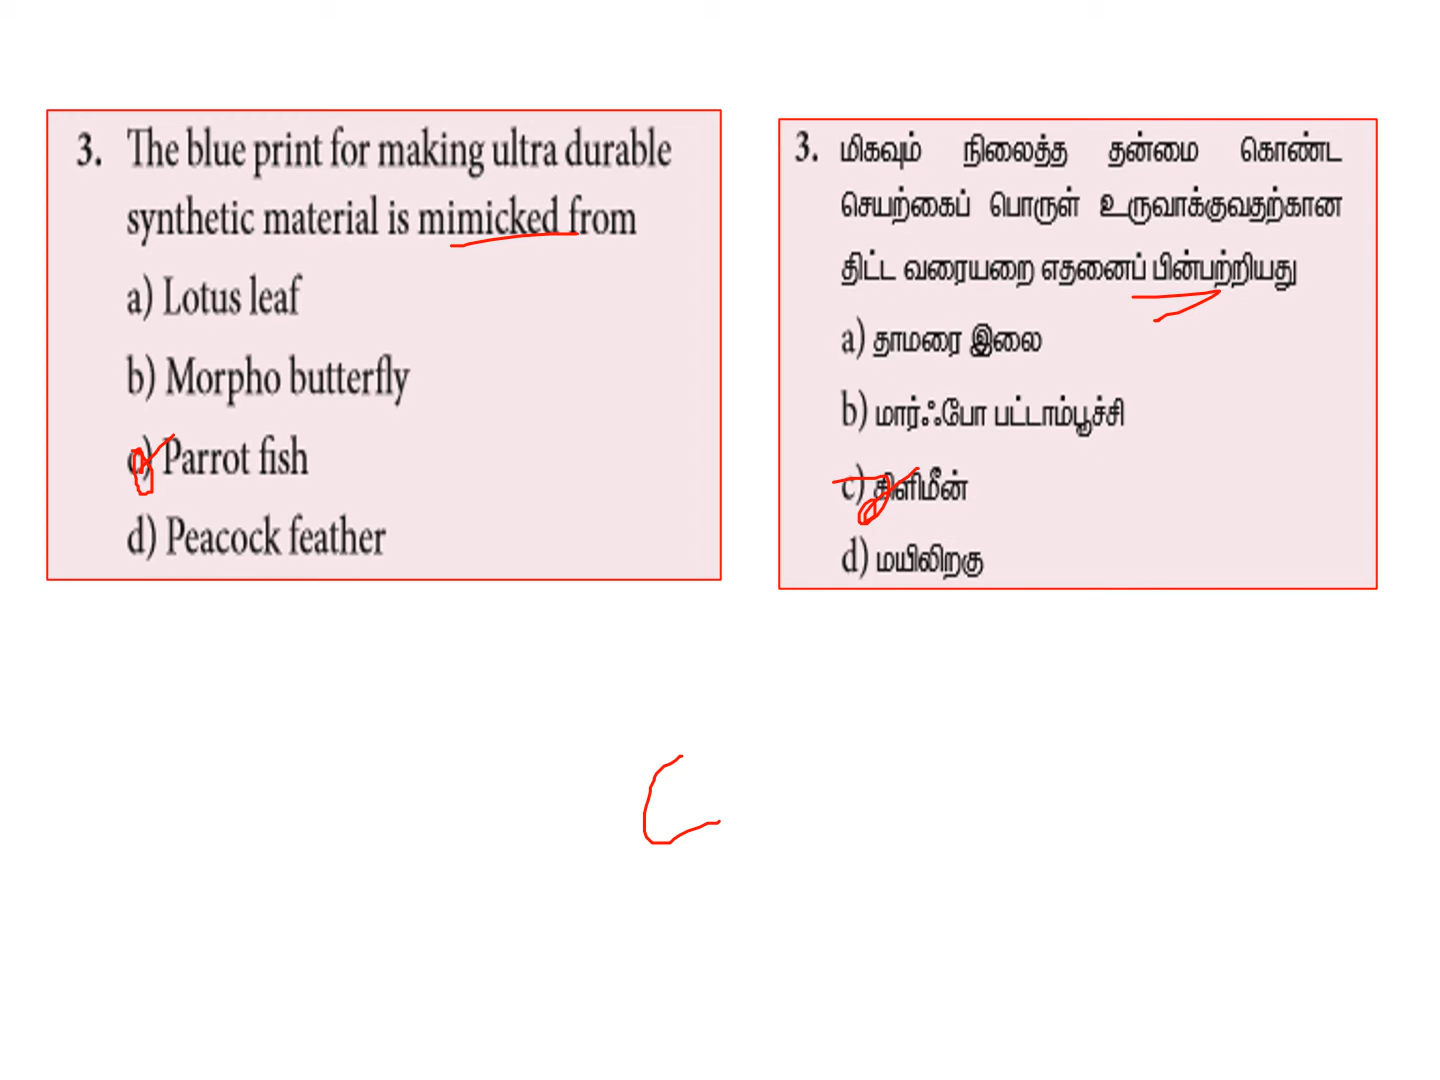 3. The blue print for making ultra durable
synthetic material is mimicked from
a) Lotus leaf
b) Morpho butterfly
c) Parrot fish
d) Peacock feather
3. மிகவும் நிலைத்த தன்மை கொண்ட
செயற்கைப் பொருள் உருவாக்குவதற்கான
திட்ட வரையறை எதனைப் பின்பற்றியது
a) தாமரை இலை
b) மார்ஃபோ பட்டாம்பூச்சி
c) கிளிமீன்
d) மயிலிறகு
C